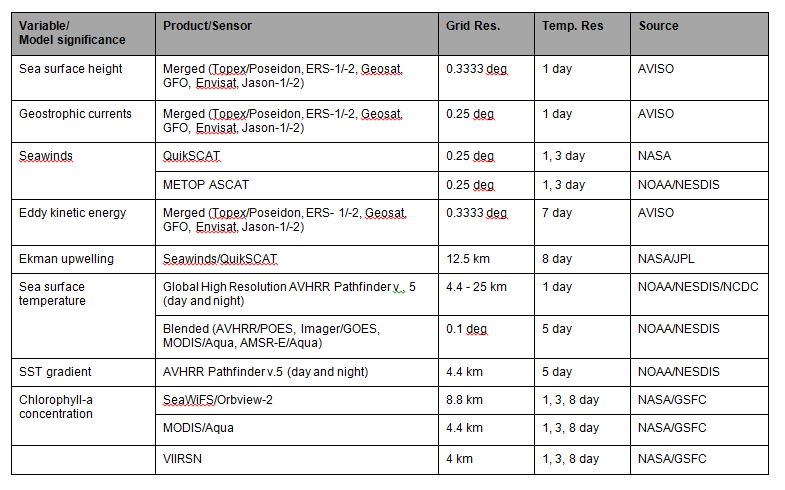 Variable/
Model significance
Product/Sensor
Grid Res.
Temp. Res
Source
Sea surface height
Merged (Topex/Poseidon, ERS-1/-2, Geosat,
GFO, Envisat, Jason-1/-2)
0.3333 deg
1 day
AVISO
Geostrophic currents
Merged (Topex/Poseidon, ERS-1/-2, Geosat,
GFO, Envisat, Jason-1/-2)
0.25 deg
1 day
AVISO
Seawinds
QuikSCAT
0.25 deg
1, 3 day
NASA
METOP ASCAT
0.25 deg
1, 3 day
NOAA/NESDIS
Eddy kinetic energy
Merged (Topex/Poseidon, ERS- 1/-2, Geosat,
GFO, Envisat, Jason-1/-2)
0.3333 deg
7 day
AVISO
Ekman upwelling
Seawinds/QuikSCAT
12.5 km
8 day
NASA/JPL
Sea surface
temperature
Global High Resolution AVHRR Pathfinder v., 5
(day and night)
4.4 - 25 km
1 day
NOAA/NESDIS/NCDC
Blended (AVHRR/POES, Imager/GOES,
MODIS/Aqua, AMSR-E/Aqua)
0.1 deg
5 day
NOAA/NESDIS
SST gradient
AVHRR Pathfinder v.5 (day and night)
4.4 km
5 day
NOAA/NESDIS
Chlorophyll-a
concentration
SeaWiFS/Orbview-2
8.8 km
1, 3, 8 day
NASA/GSFC
MODIS/Aqua
4.4 km
1, 3, 8 day
NASA/GSFC
VIIRSN
4 km
1, 3, 8 day
NASA/GSFC